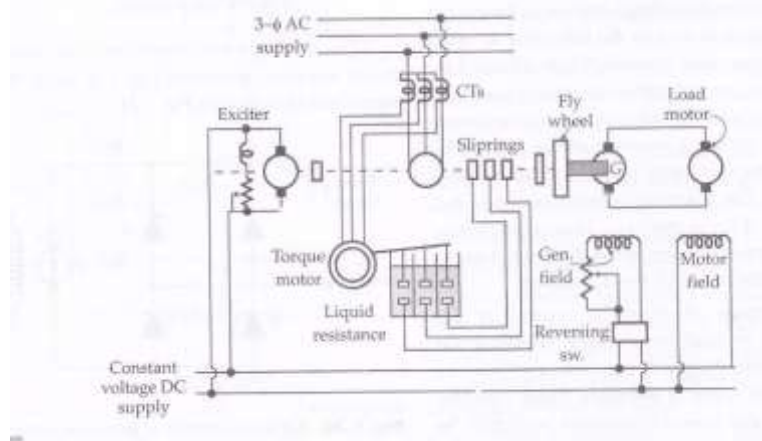 3–ϕ AC
supply
CTs
Exciter
Fly
wheel
Load
motor
Sliprings
G
Torque
motor
Liquid
resistance
Gen.
field
Motor
field
Reversing
sw.
Constant
voltage DC
supply